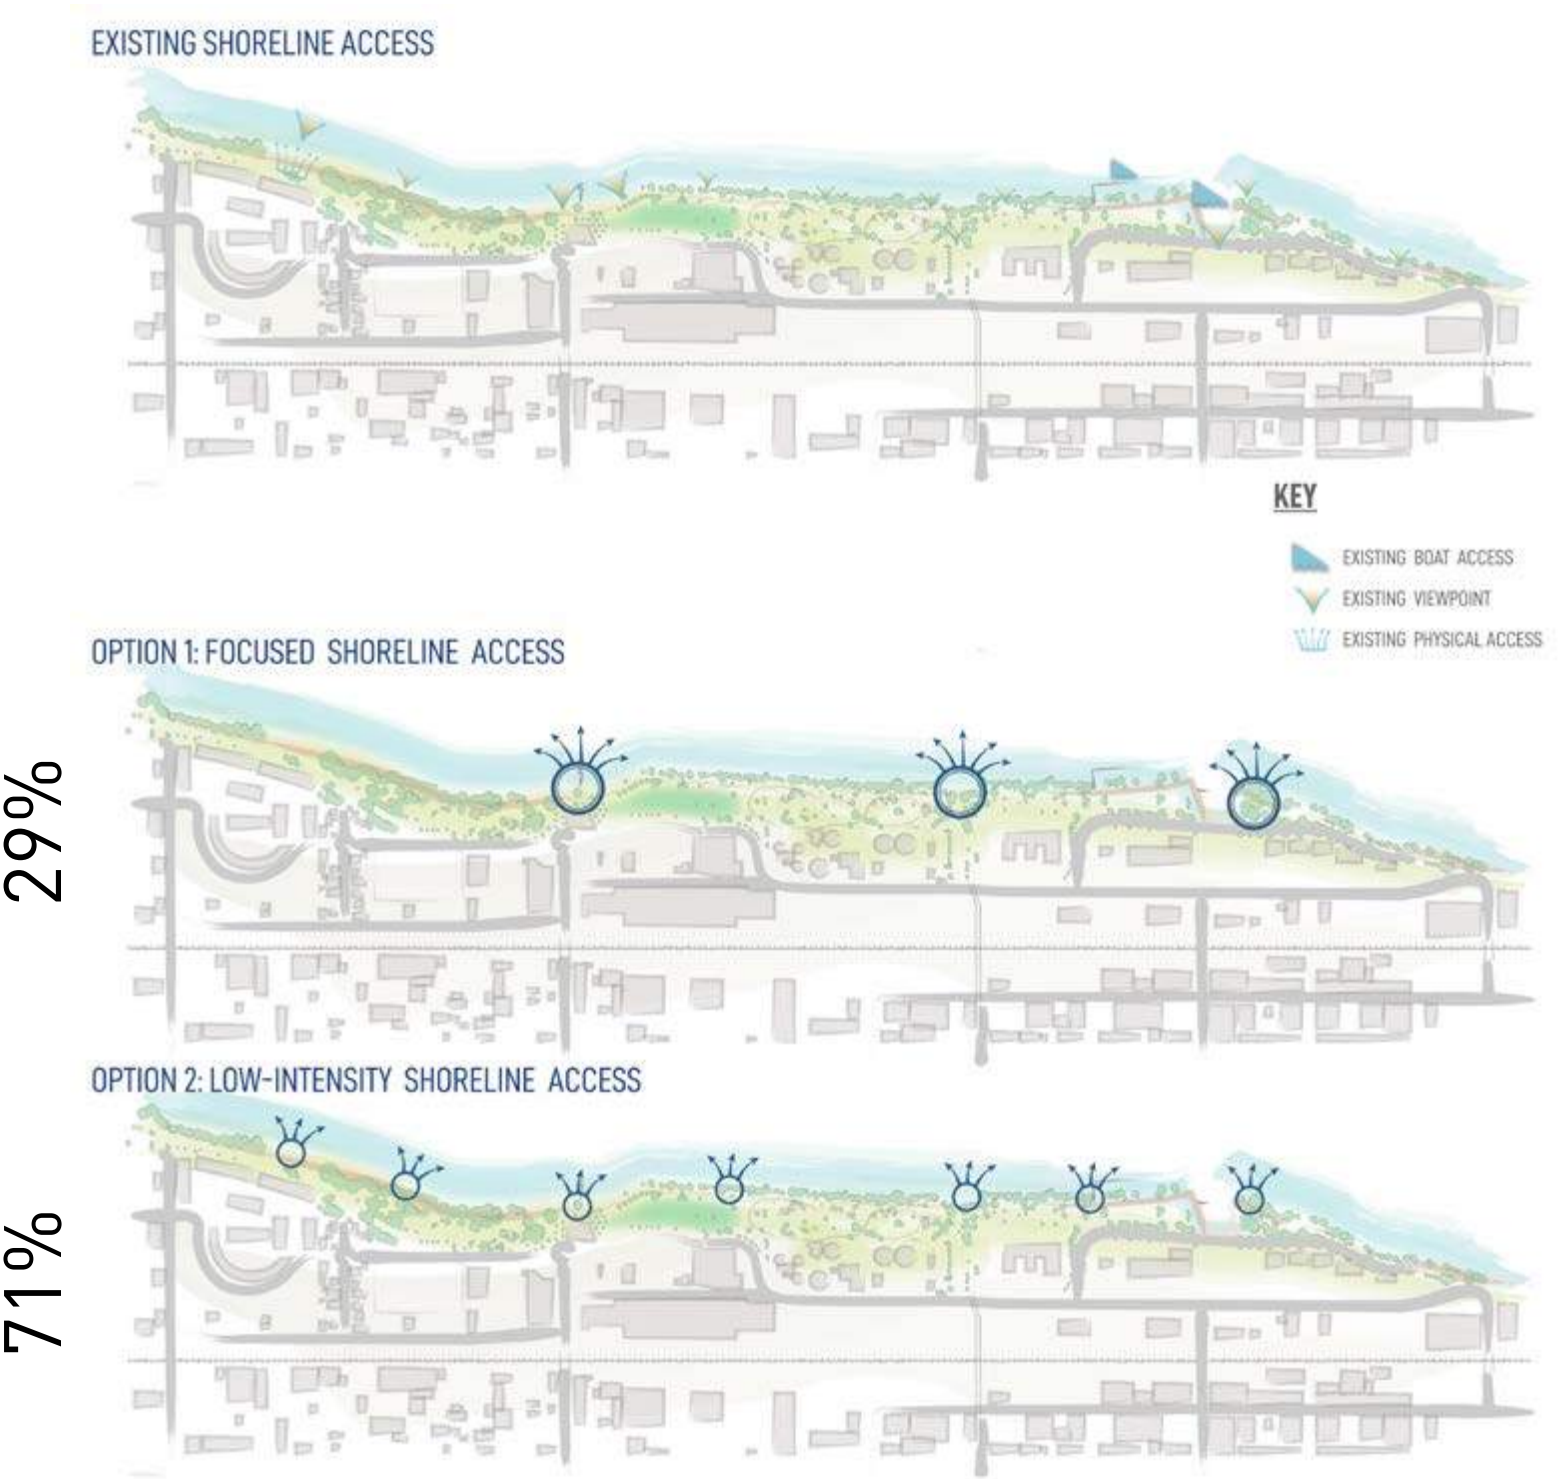 EXISTING SHORELINE ACCESS
KEY
EXISTING BOAT ACCESS
EXISTING VIEWPOINT
EXISTING PHYSICAL ACCESS
OPTION 1: FOCUSED SHORELINE ACCESS
29%
OPTION 2: LOW-INTENSITY SHORELINE ACCESS
71%